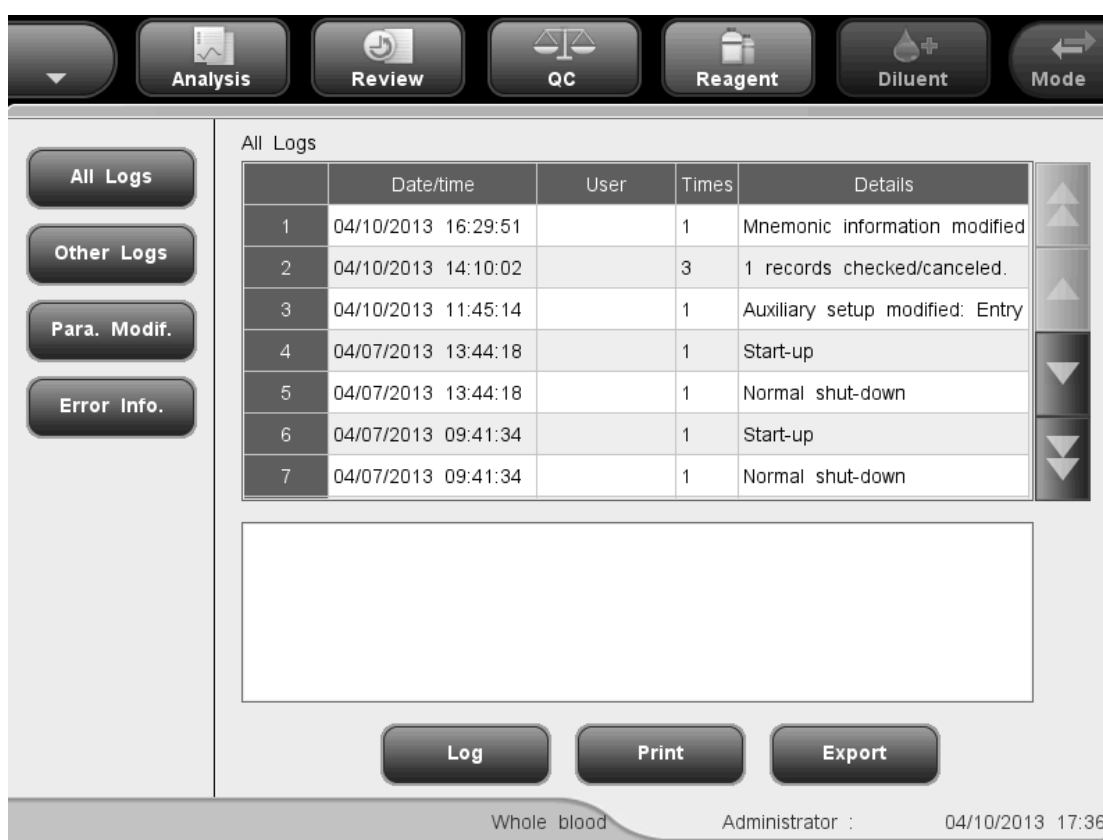 Analysis Review QC Reagent Diluent Mode
All Logs
All Logs
Other Logs
Para. Modif.
Error Info.
Date/time User Times Details
1 04/10/2013 16:29:51 1 Mnemonic information modified
2 04/10/2013 14:10:02 3 1 records checked/canceled.
3 04/10/2013 11:45:14 1 Auxiliary setup modified: Entry
4 04/07/2013 13:44:18 1 Start-up
5 04/07/2013 13:44:18 1 Normal shut-down
6 04/07/2013 09:41:34 1 Start-up
7 04/07/2013 09:41:34 1 Normal shut-down
Log Print Export
Whole blood Administrator : 04/10/2013 17:36